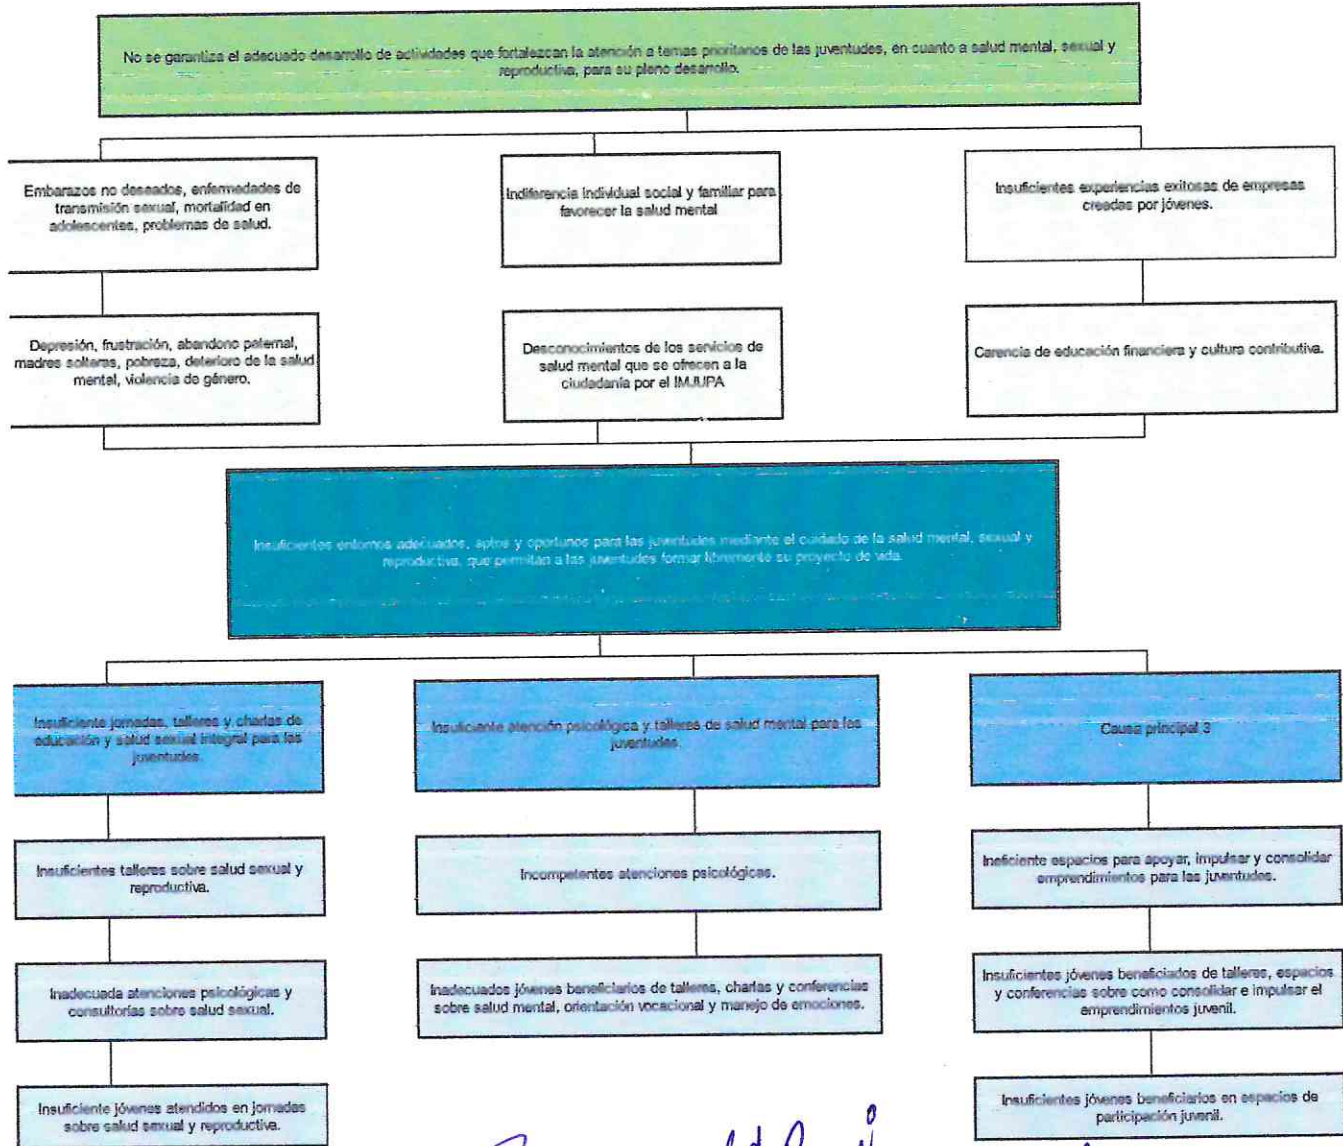 No se garantiza el adecuado desarrollo de actividades que fortalezcan la atención a temas prioritarios de las juventudes, en cuanto a salud mental, sexual y
reproductiva, para su pleno desarrollo.
Embarazos no deseados, enfermedades de
transmisión sexual, mortalidad en
adolescentes, problemas de salud.
Indiferencia individual social y familiar para
favorecer la salud mental
Insuficientes experiencias exitosas de empresas
creadas por jóvenes.
Depresión, frustración, abandono paternal,
madres solteras, pobreza, deterioro de la salud
mental, violencia de género.
Desconocimientos de los servicios de
salud mental que se ofrecen a la
ciudadanía por el IMJUPA
Carencia de educación financiera y cultura contributiva.
Insuficientes entornos adecuados, aptos y oportunos para las juventudes mediante el cuidado de la salud mental, sexual y
reproductiva, que permitan a las juventudes formar libremente su proyecto de vida.
Insuficiente jornadas, talleres y charlas de
educación y salud sexual integral para las
juventudes.
Insuficiente atención psicológica y talleres de salud mental para las
juventudes.
Causa principal 3
Insuficientes talleres sobre salud sexual y
reproductiva.
Incompetentes atenciones psicológicas.
Ineficiente espacios para apoyar, impulsar y consolidar
emprendimientos para las juventudes.
Inadecuada atenciones psicológicas y
consultorías sobre salud sexual.
Inadecuados jóvenes beneficiarios de talleres, charlas y conferencias
sobre salud mental, orientación vocacional y manejo de emociones.
Insuficientes jóvenes beneficiados de talleres, espacios
y conferencias sobre como consolidar e impulsar el
emprendimientos juvenil.
Insuficiente jóvenes atendidos en jornadas
sobre salud sexual y reproductiva.
Insuficientes jóvenes beneficiarios en espacios de
participación juvenil.